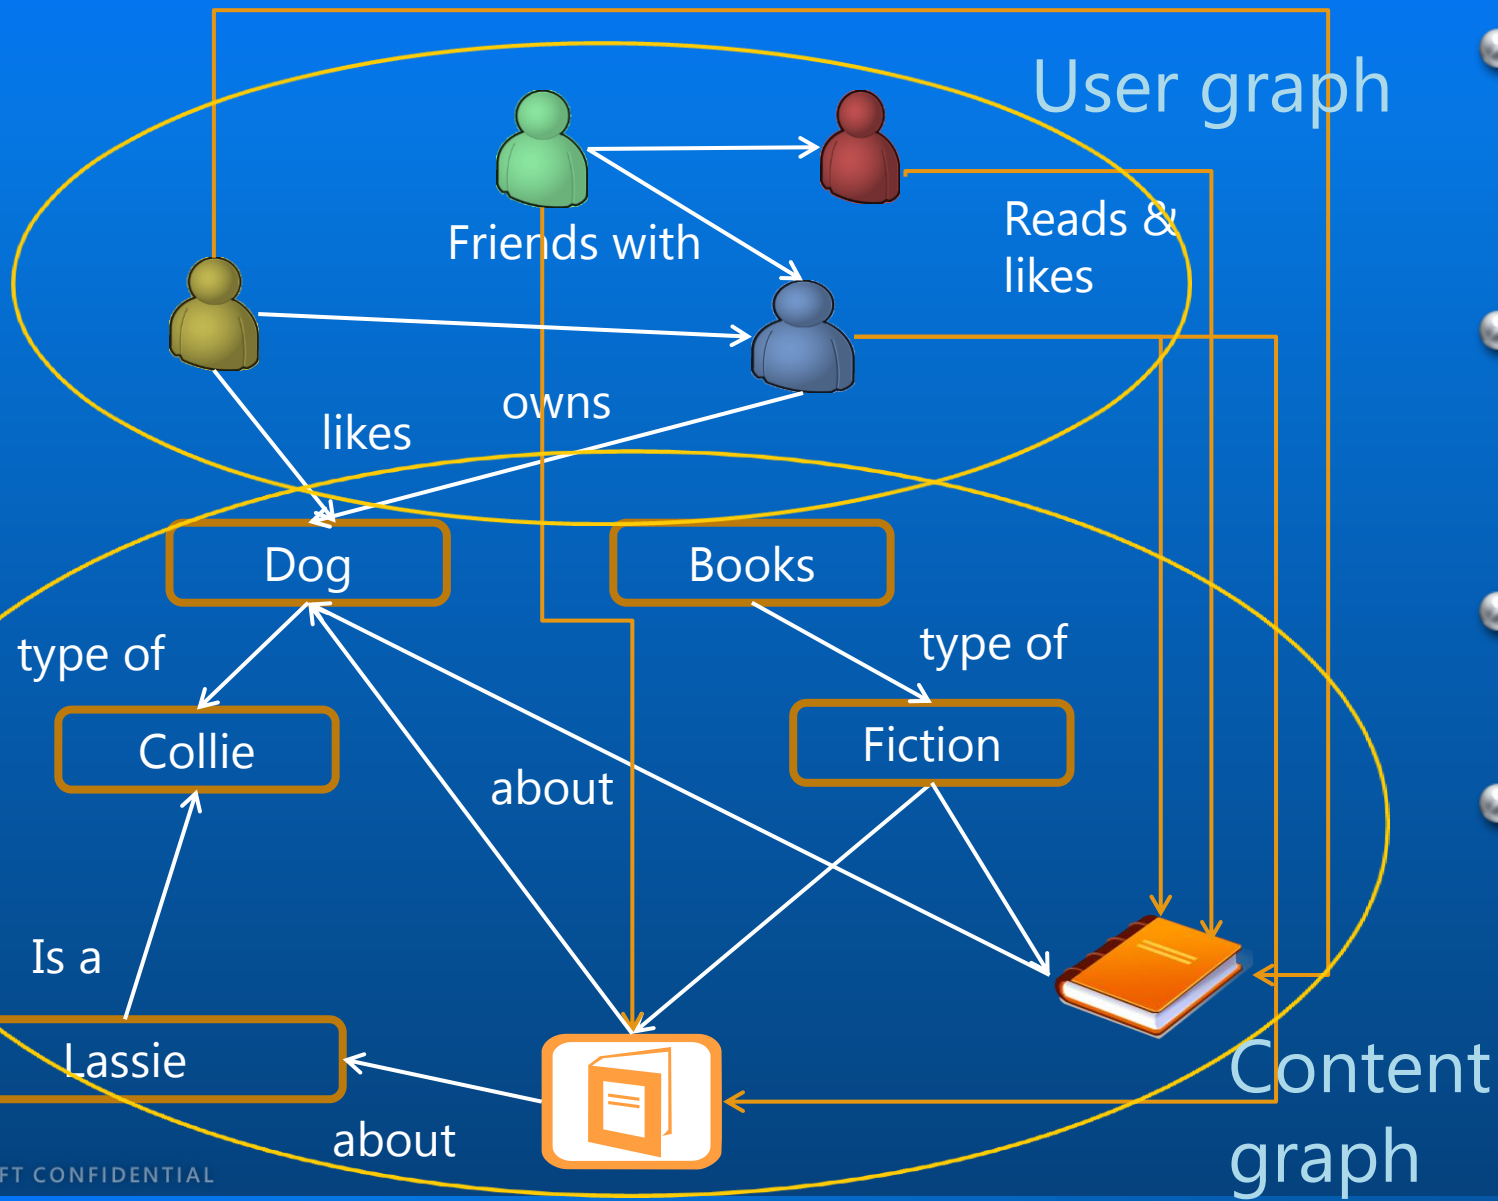 User graph
Reads &
likes
Friends with
owns
likes
Dog
Books
type of
type of
Collie
Fiction
about
Is a
Lassie
about
Content
graph
FT CONFIDENTIAL